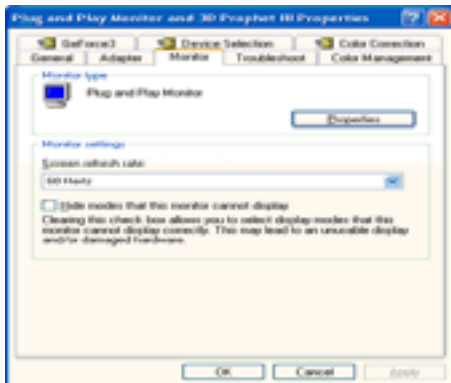 Plug and Play Monitor and 3D Prophet III Properties
GeForce3 Device Selection Color Correction
General Adapter Monitor Troubleshoot Color Management
Monitor type
Plug and Play Monitor
Properties
Monitor settings
Screen refresh rate:
60 Hertz
Hide modes that this monitor cannot display
Clearing this check box allows you to select display modes that this
monitor cannot display correctly. This may lead to an unusable display
and/or damaged hardware.
OK Cancel Apply